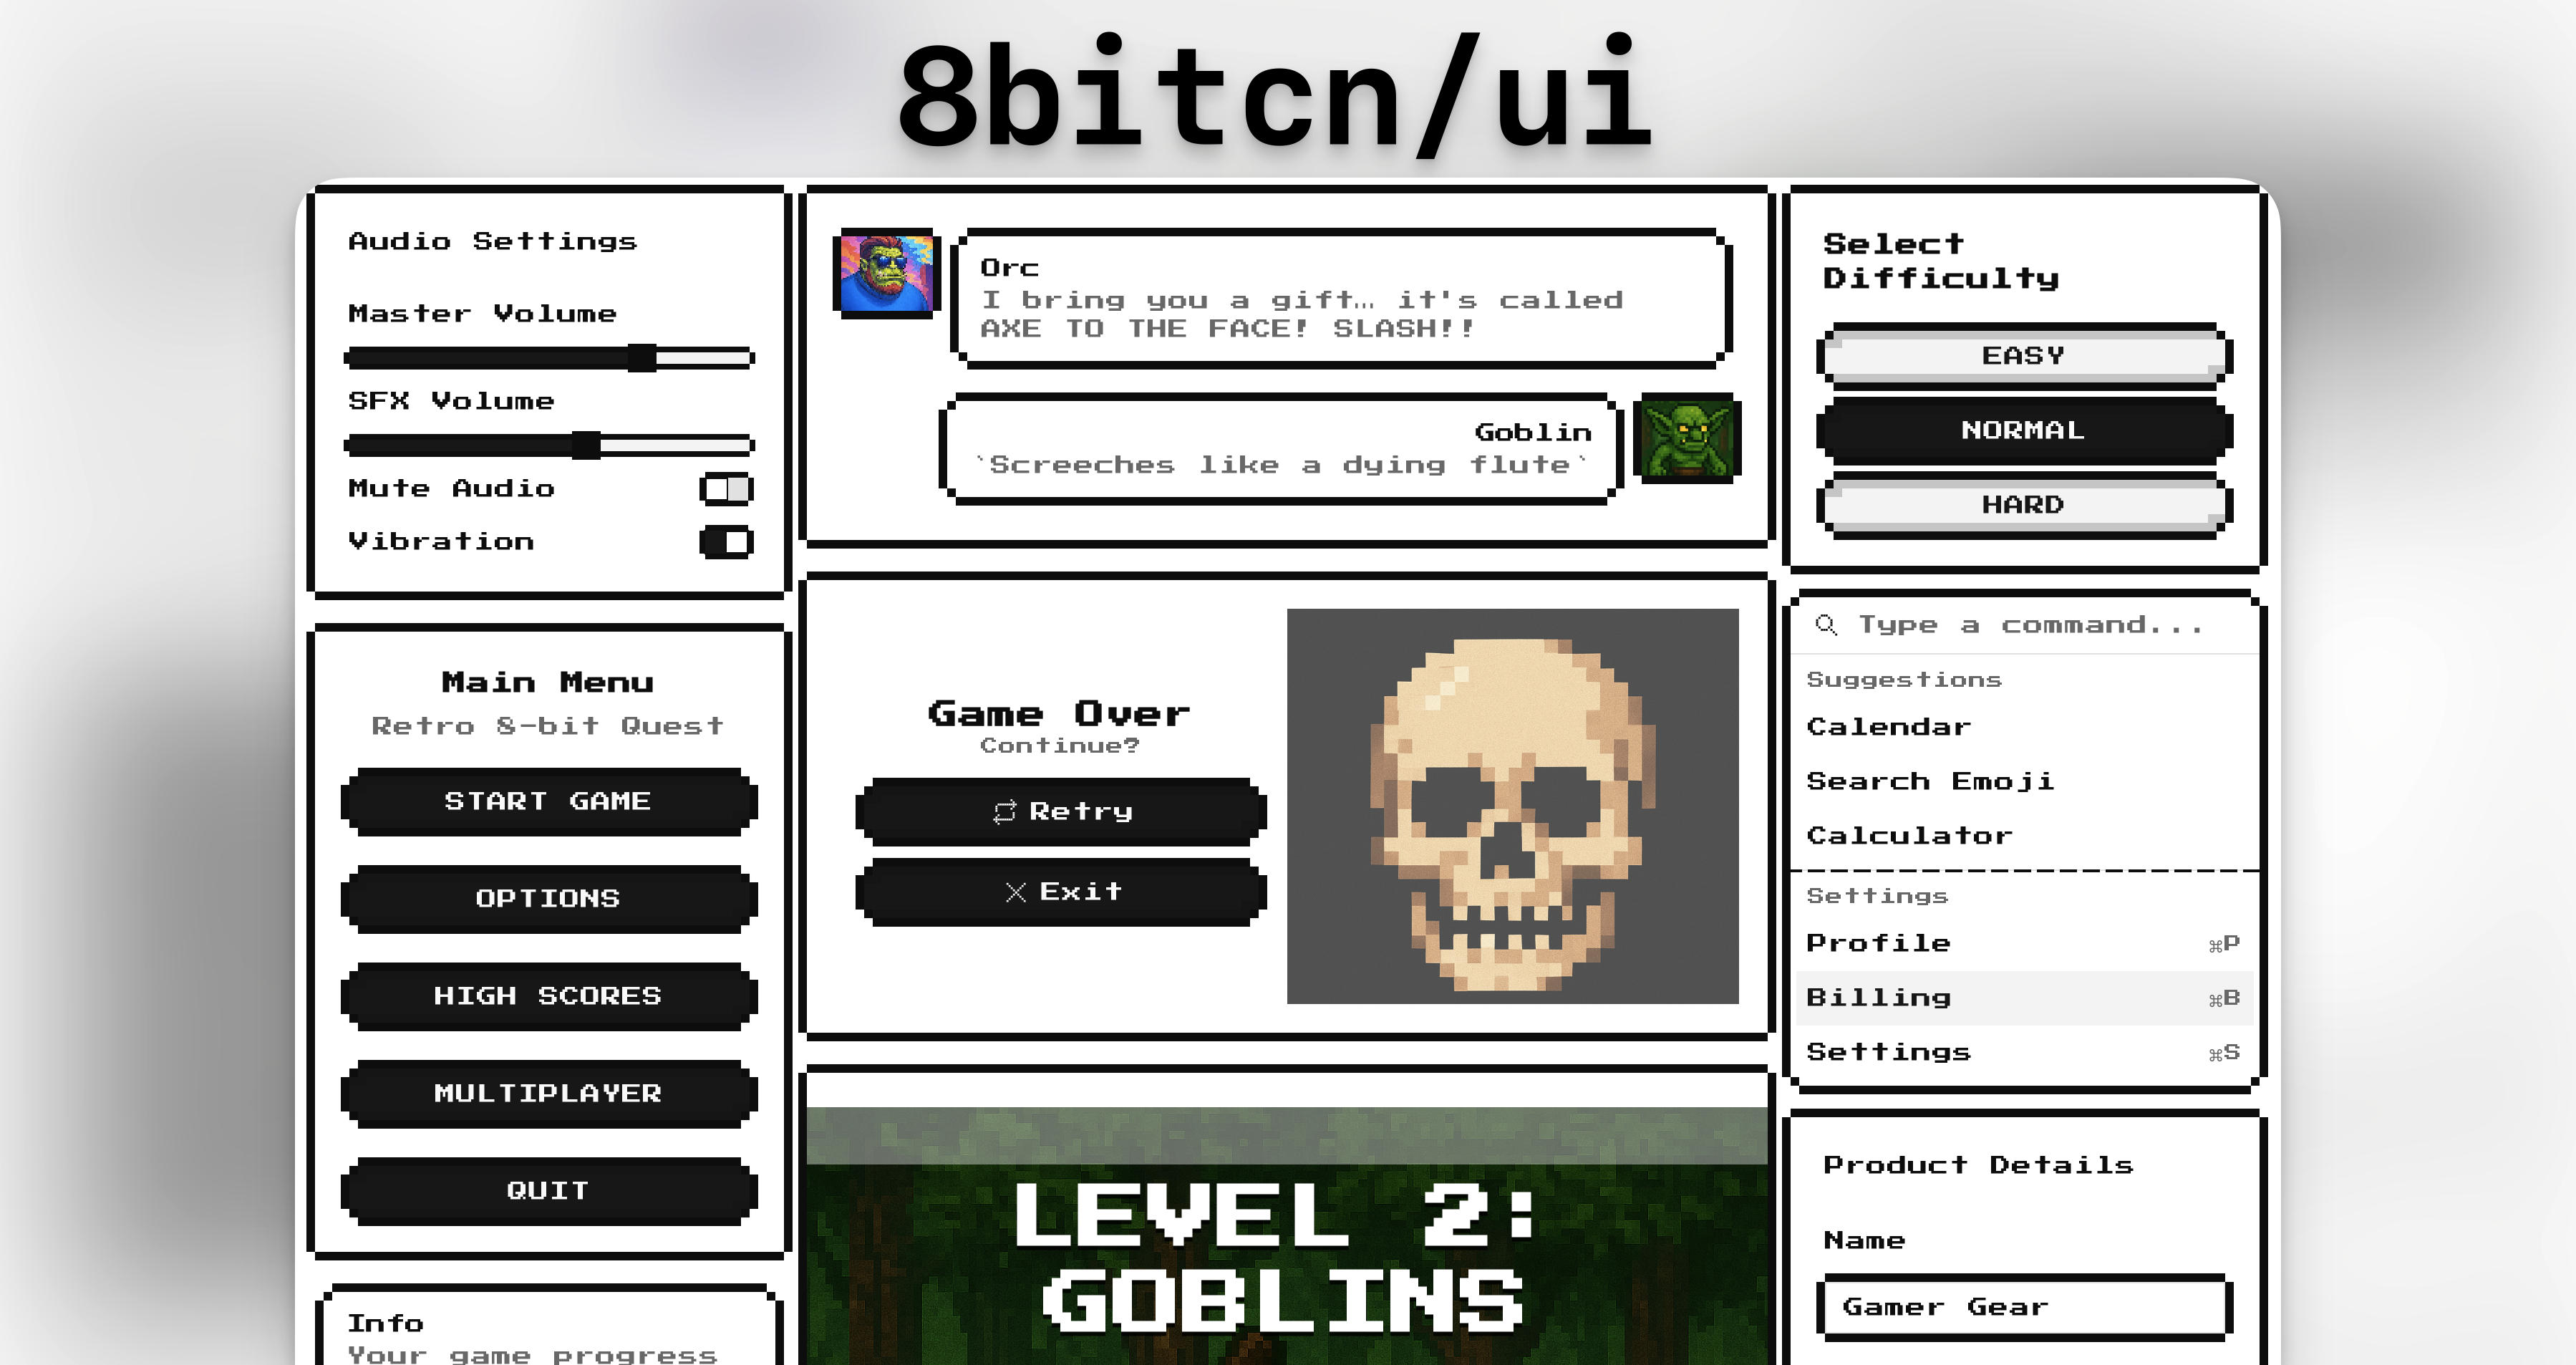 8bitcn/ui
Audio Settings
Master Volume
SFX Volume
Mute Audio
Vibration
Main Menu
Retro 8-bit Quest
START GAME
OPTIONS
HIGH SCORES
MULTIPLAYER
QUIT
Info
Your game progress
Orc
I bring you a gift… it's called
AXE TO THE FACE! SLASH!!
Goblin
`Screeches like a dying flute`
Game Over
Continue?
Retry
Exit
LEVEL 2:
GOBLINS
Select
Difficulty
EASY
NORMAL
HARD
Type a command...
Suggestions
Calendar
Search Emoji
Calculator
Settings
Profile ⌘P
Billing ⌘B
Settings ⌘S
Product Details
Name
Gamer Gear